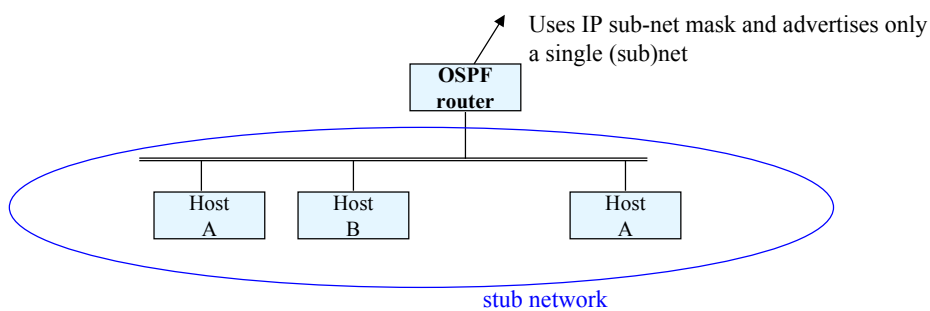 Uses IP sub-net mask and advertises only
a single (sub)net
OSPF
router
Host
A
Host
B
Host
A
stub network